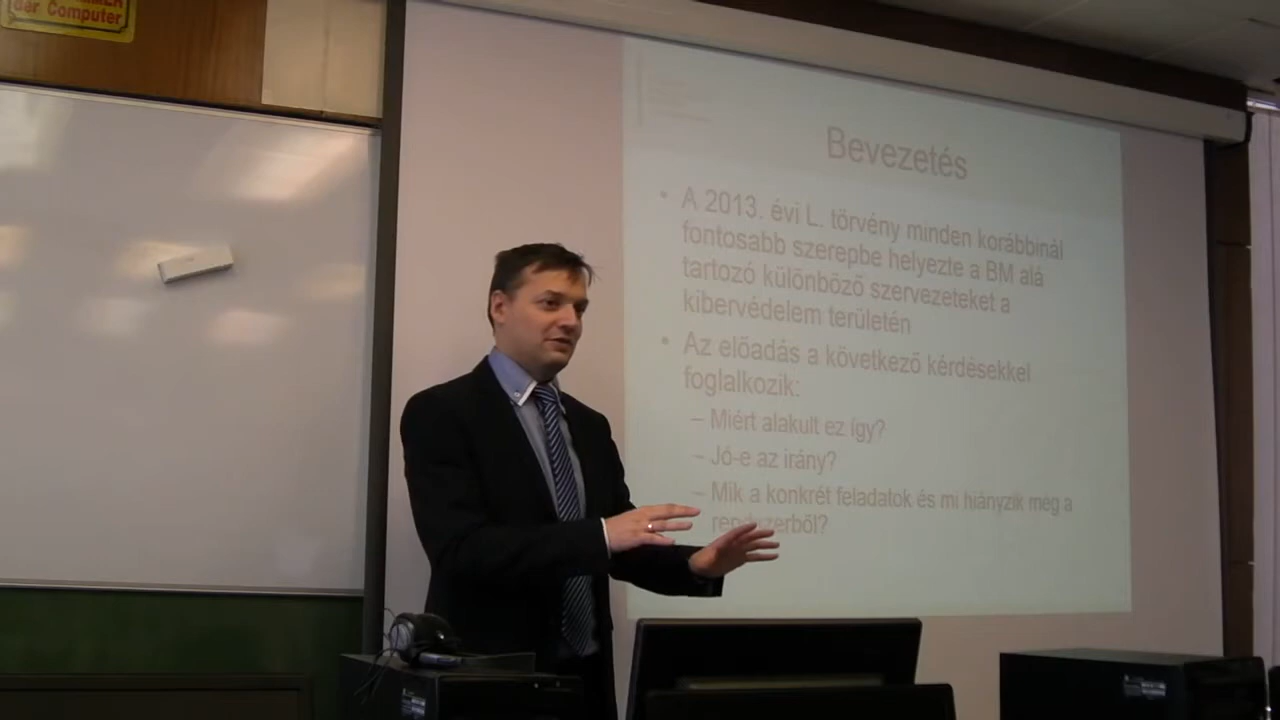 dar Computer
Bevezetés
• A 2013. évi L. törvény minden korábbinál
fontosabb szerepbe helyezte a BM alá
tartozó különböző szervezeteket a
kibervédelem területén
• Az előadás a következő kérdésekkel
foglalkozik:
– Miért alakult ez így?
– Jó-e az irány?
– Mik a konkrét feladatok és mi hiányzik még a
rendszerből?